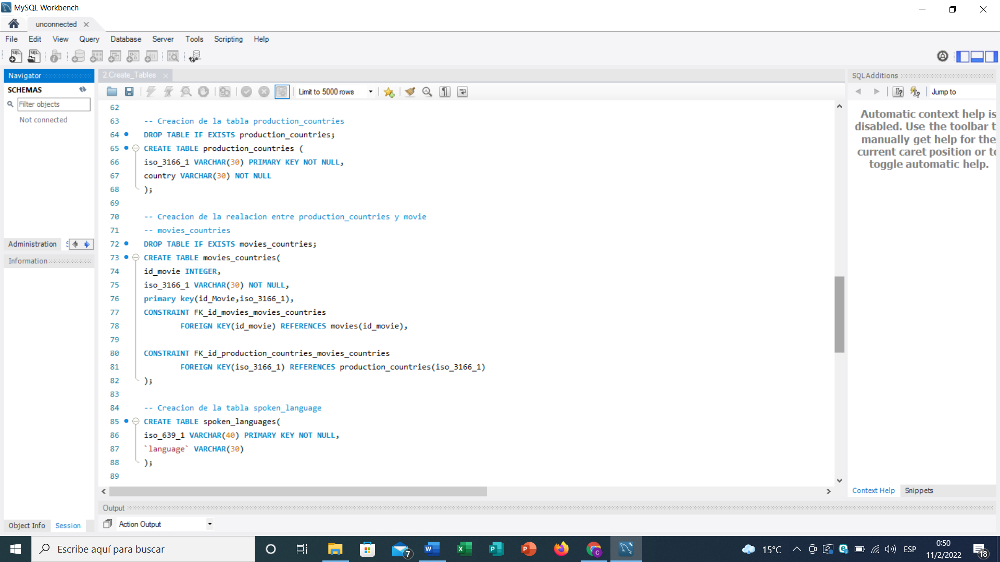 MySQL Workbench
unconnected
File Edit View Query Database Server Tools Scripting Help
Navigator
SCHEMAS
Filter objects
Not connected
Administration S
Information
Object Info Session
2.Create_Tables
Limit to 5000 rows
62
63 -- Creacion de la tabla production_countries
64 DROP TABLE IF EXISTS production_countries;
65 CREATE TABLE production_countries (
66 iso_3166_1 VARCHAR(30) PRIMARY KEY NOT NULL,
67 country VARCHAR(30) NOT NULL
68 );
69
70 -- Creacion de la realacion entre production_countries y movie
71 -- movies_countries
72 DROP TABLE IF EXISTS movies_countries;
73 CREATE TABLE movies_countries(
74 id_movie INTEGER,
75 iso_3166_1 VARCHAR(30) NOT NULL,
76 primary key(id_Movie,iso_3166_1),
77 CONSTRAINT FK_id_movies_movies_countries
78 FOREIGN KEY(id_movie) REFERENCES movies(id_movie),
79
80 CONSTRAINT FK_id_production_countries_movies_countries
81 FOREIGN KEY(iso_3166_1) REFERENCES production_countries(iso_3166_1)
82 );
83
84 -- Creacion de la tabla spoken_language
85 CREATE TABLE spoken_languages(
86 iso_639_1 VARCHAR(40) PRIMARY KEY NOT NULL,
87 `language` VARCHAR(30)
88 );
89
Output
Action Output
SQLAdditions
Jump to
Automatic context help is
disabled. Use the toolbar t
manually get help for the
current caret position or to
toggle automatic help.
Context Help Snippets
Escribe aquí para buscar
7
15°C
ESP
0:50
11/2/2022
18